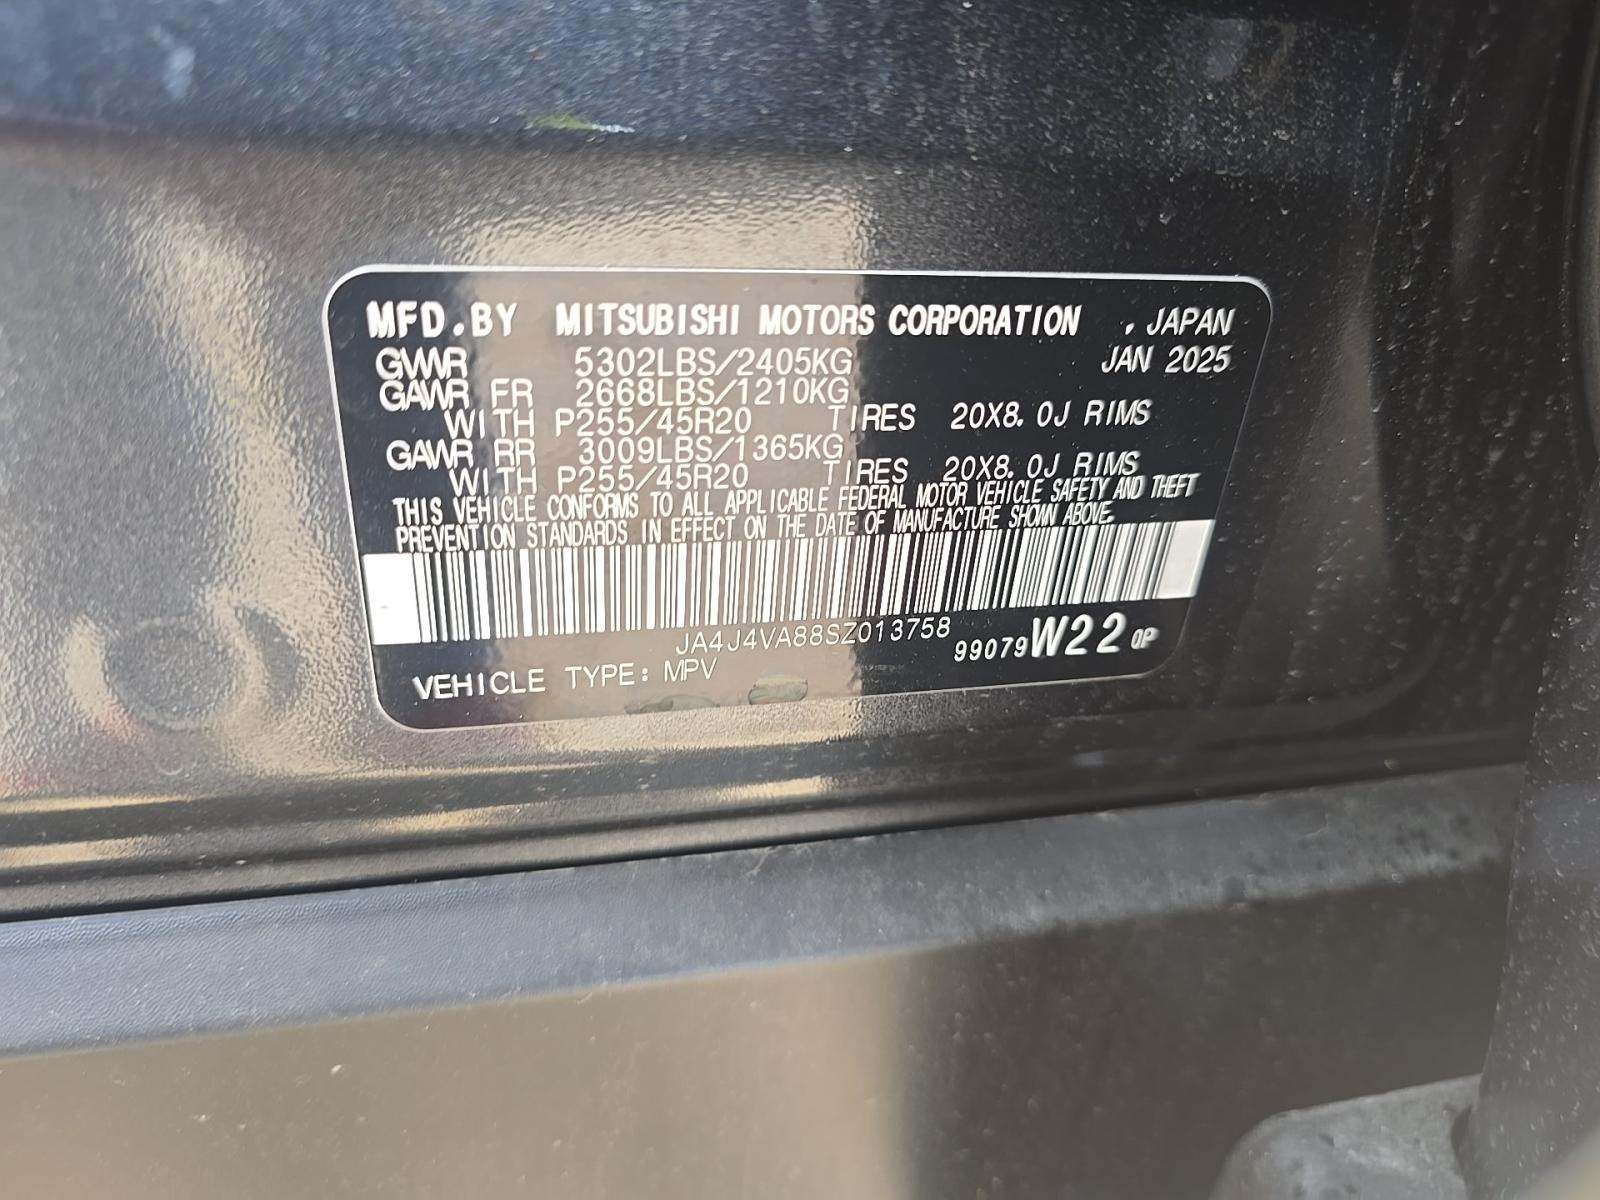 MFD.BY MITSUBISHI MOTORS CORPORATION , JAPAN
GVWR 5302LBS/2405KG JAN 2025
GAWR FR 2668LBS/1210KG
WITH P255/45R20 TIRES 20X8.0J RIMS
GAWR RR 3009LBS/1365KG
WITH P255/45R20 TIRES 20X8.0J RIMS
THIS VEHICLE CONFORMS TO ALL APPLICABLE FEDERAL MOTOR VEHICLE SAFETY AND THEFT
PREVENTION STANDARDS IN EFFECT ON THE DATE OF MANUFACTURE SHOWN ABOVE.
JA4J4VA88SZ013758
99079W22 0P
VEHICLE TYPE: MPV